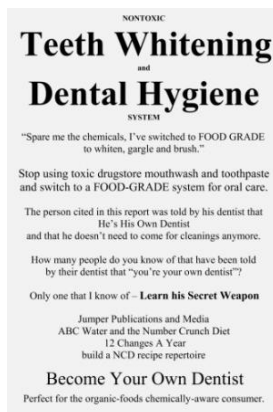 NONTOXIC
Teeth Whitening
and
Dental Hygiene
SYSTEM
“Spare me the chemicals, I’ve switched to FOOD GRADE
to whiten, gargle and brush.”
Stop using toxic drugstore mouthwash and toothpaste
and switch to a FOOD-GRADE system for oral care.
The person cited in this report was told by his dentist that
He’s His Own Dentist
and that he doesn’t need to come for cleanings anymore.
How many people do you know of that have been told
by their dentist that “you’re your own dentist”?
Only one that I know of – Learn his Secret Weapon
Jumper Publications and Media
ABC Water and the Number Crunch Diet
12 Changes A Year
build a NCD recipe repertoire
Become Your Own Dentist
Perfect for the organic-foods chemically-aware consumer.